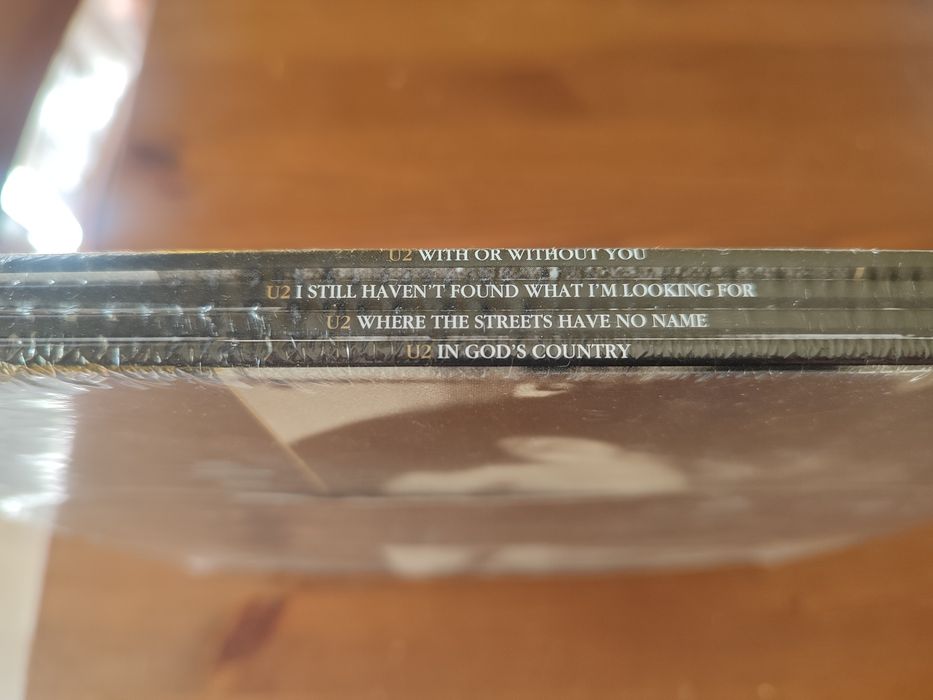 U2 WITH OR WITHOUT YOU
U2 I STILL HAVEN'T FOUND WHAT I'M LOOKING FOR
U2 WHERE THE STREETS HAVE NO NAME
U2 IN GOD'S COUNTRY